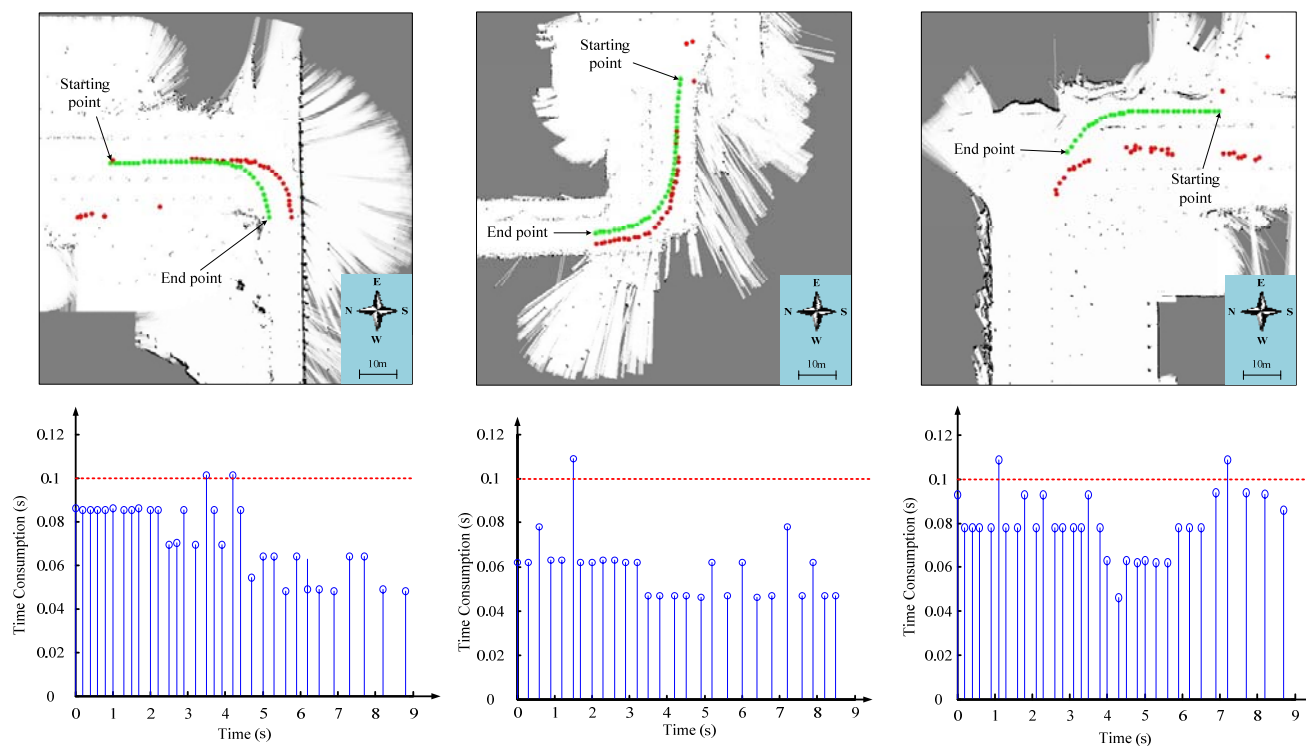 Starting
point
End point
E
N S
W
10m
Starting
point
End point
E
N S
W
10m
End point
Starting
point
E
N S
W
10m
Time Consumption (s)
0.12
0.1
0.08
0.06
0.04
0.02
0
0 1 2 3 4 5 6 7 8 9
Time (s)
Time Consumption (s)
0.12
0.1
0.08
0.06
0.04
0.02
0
0 1 2 3 4 5 6 7 8 9
Time (s)
Time Consumption (s)
0.12
0.1
0.08
0.06
0.04
0.02
0
0 1 2 3 4 5 6 7 8 9
Time (s)